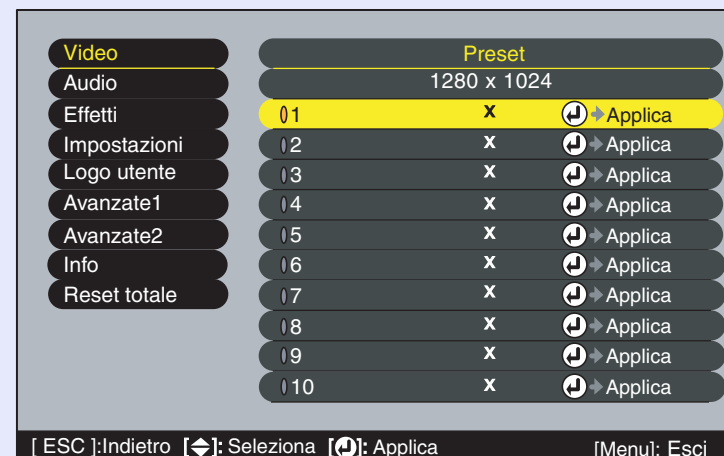 Video
Audio
Effetti
Impostazioni
Logo utente
Avanzate1
Avanzate2
Info
Reset totale
Preset
1280 x 1024
1 x Applica
2 x Applica
3 x Applica
4 x Applica
5 x Applica
6 x Applica
7 x Applica
8 x Applica
9 x Applica
10 x Applica
[ ESC ]:Indietro []: Seleziona []: Applica [Menu]: Esci